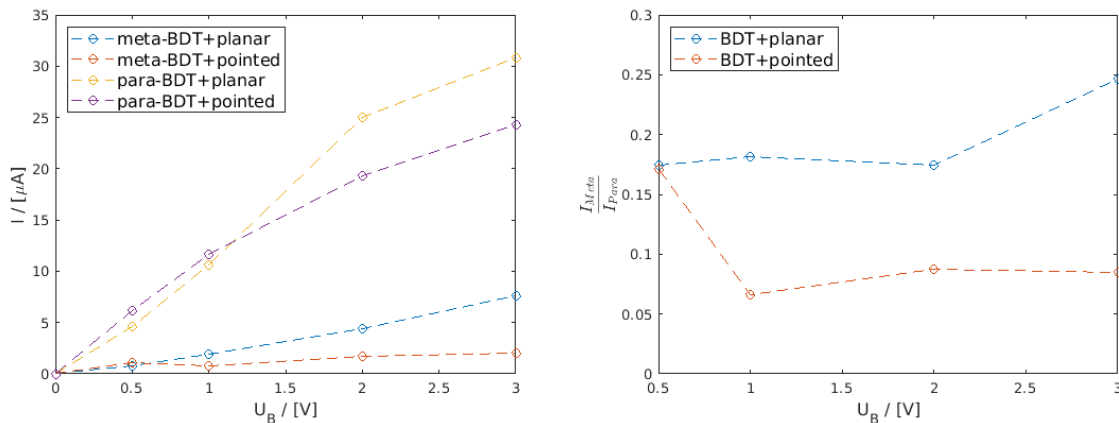 35
30
25
20
15
10
5
0
I / [μA]
meta-BDT+planar
meta-BDT+pointed
para-BDT+planar
para-BDT+pointed
0
0.5
1
1.5
2
2.5
3
U_B / [V]
0.3
0.25
0.2
0.15
0.1
0.05
0
I_Meta
I_Para
BDT+planar
BDT+pointed
0.5
1
1.5
2
2.5
3
U_B / [V]